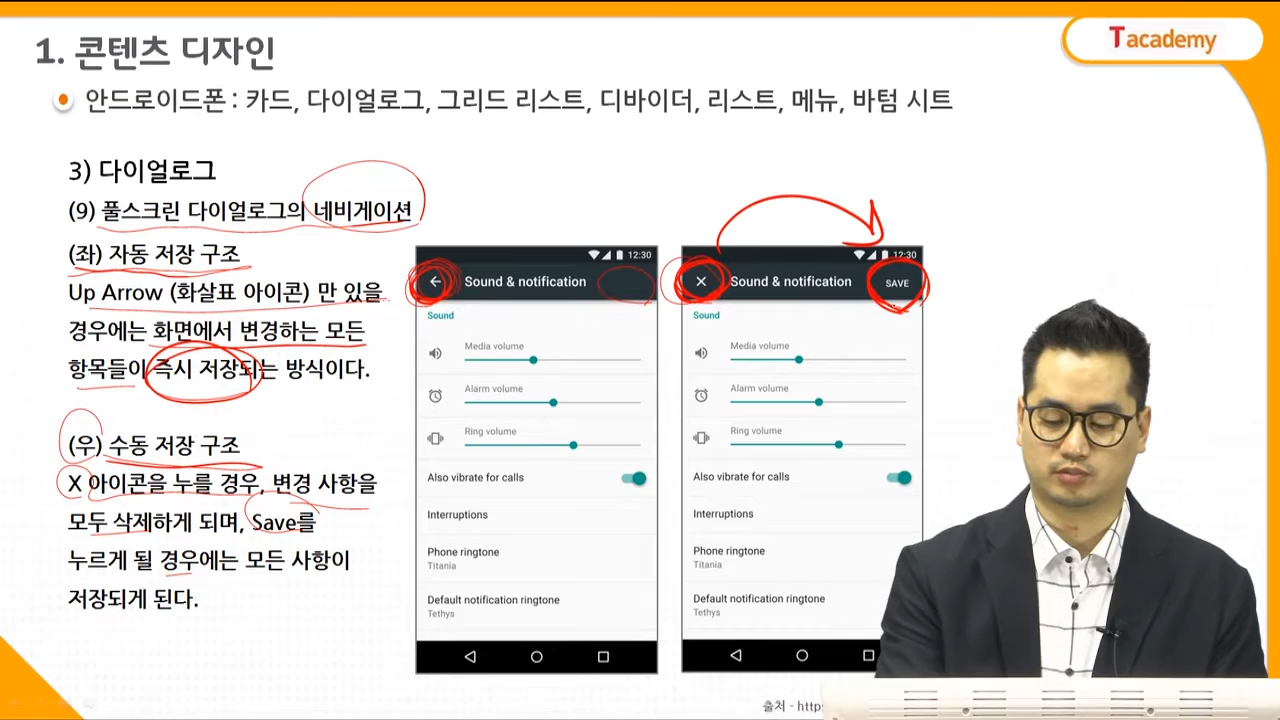 1. 콘텐츠 디자인
Tacademy
안드로이드폰 : 카드, 다이얼로그, 그리드 리스트, 디바이더, 리스트, 메뉴, 바텀 시트
3) 다이얼로그
(9) 풀스크린 다이얼로그의 네비게이션
(좌) 자동 저장 구조
Up Arrow (화살표 아이콘) 만 있을
경우에는 화면에서 변경하는 모든
항목들이 즉시 저장되는 방식이다.
(우) 수동 저장 구조
X 아이콘을 누를 경우, 변경 사항을
모두 삭제하게 되며, Save를
누르게 될 경우에는 모든 사항이
저장되게 된다.
12:30
Sound & notification
Sound
Media volume
Alarm volume
Ring volume
Also vibrate for calls
Interruptions
Phone ringtone
Titania
Default notification ringtone
Tethys
12:30
Sound & notification
SAVE
Sound
Media volume
Alarm volume
Ring volume
Also vibrate for calls
Interruptions
Phone ringtone
Titania
Default notification ringtone
Tethys
출처 - https